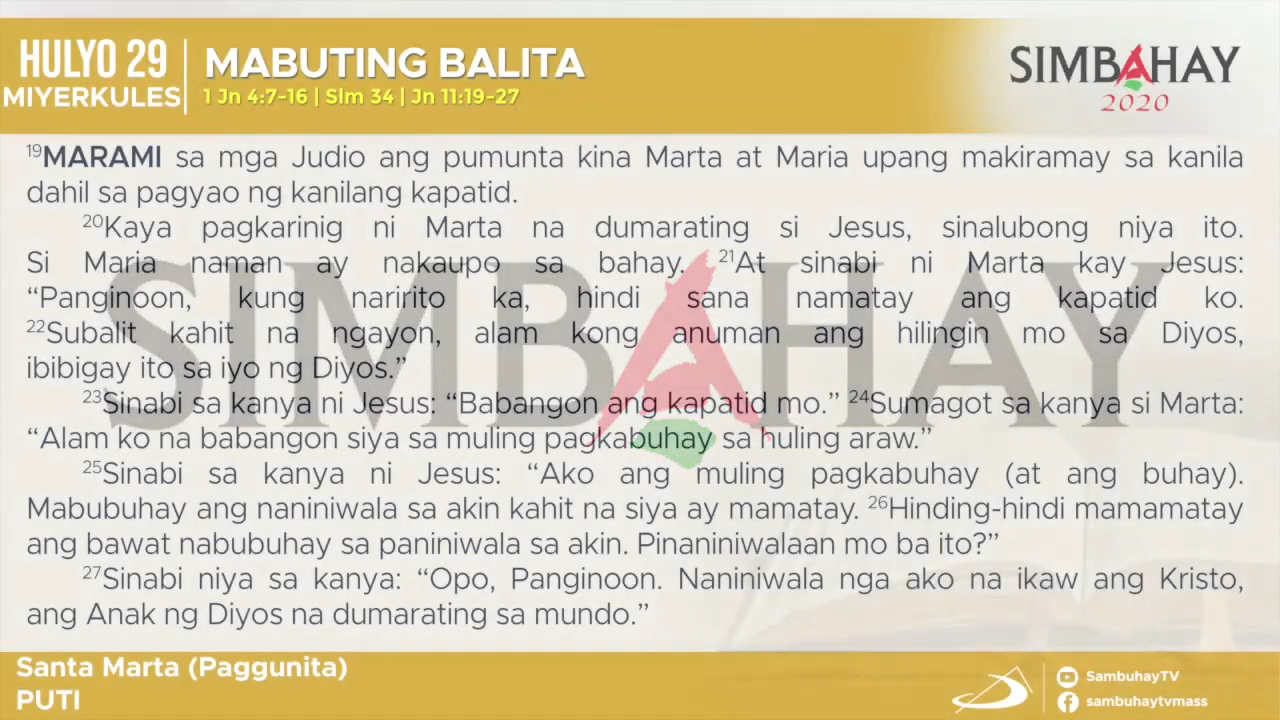 HULYO 29
MIYERKULES
MABUTING BALITA
1 Jn 4:7-16 | Slm 34 | Jn 11:19-27
SIMBAHAY
2020
¹⁹MARAMI sa mga Judio ang pumunta kina Marta at Maria upang makiramay sa kanila
dahil sa pagyao ng kanilang kapatid.
²⁰Kaya pagkarinig ni Marta na dumarating si Jesus, sinalubong niya ito.
Si Maria naman ay nakaupo sa bahay. ²¹At sinabi ni Marta kay Jesus:
“Panginoon, kung naririto ka, hindi sana namatay ang kapatid ko.
²²Subalit kahit na ngayon, alam kong anuman ang hilingin mo sa Diyos,
ibibigay ito sa iyo ng Diyos.”
²³Sinabi sa kanya ni Jesus: “Babangon ang kapatid mo.” ²⁴Sumagot sa kanya si Marta:
“Alam ko na babangon siya sa muling pagkabuhay sa huling araw.”
²⁵Sinabi sa kanya ni Jesus: “Ako ang muling pagkabuhay (at ang buhay).
Mabubuhay ang naniniwala sa akin kahit na siya ay mamatay. ²⁶Hinding-hindi mamamatay
ang bawat nabubuhay sa paniniwala sa akin. Pinaniniwalaan mo ba ito?”
²⁷Sinabi niya sa kanya: “Opo, Panginoon. Naniniwala nga ako na ikaw ang Kristo,
ang Anak ng Diyos na dumarating sa mundo.”
SIMBAHAY
Santa Marta (Paggunita)
PUTI
SambuhayTV
sambuhaytvmass